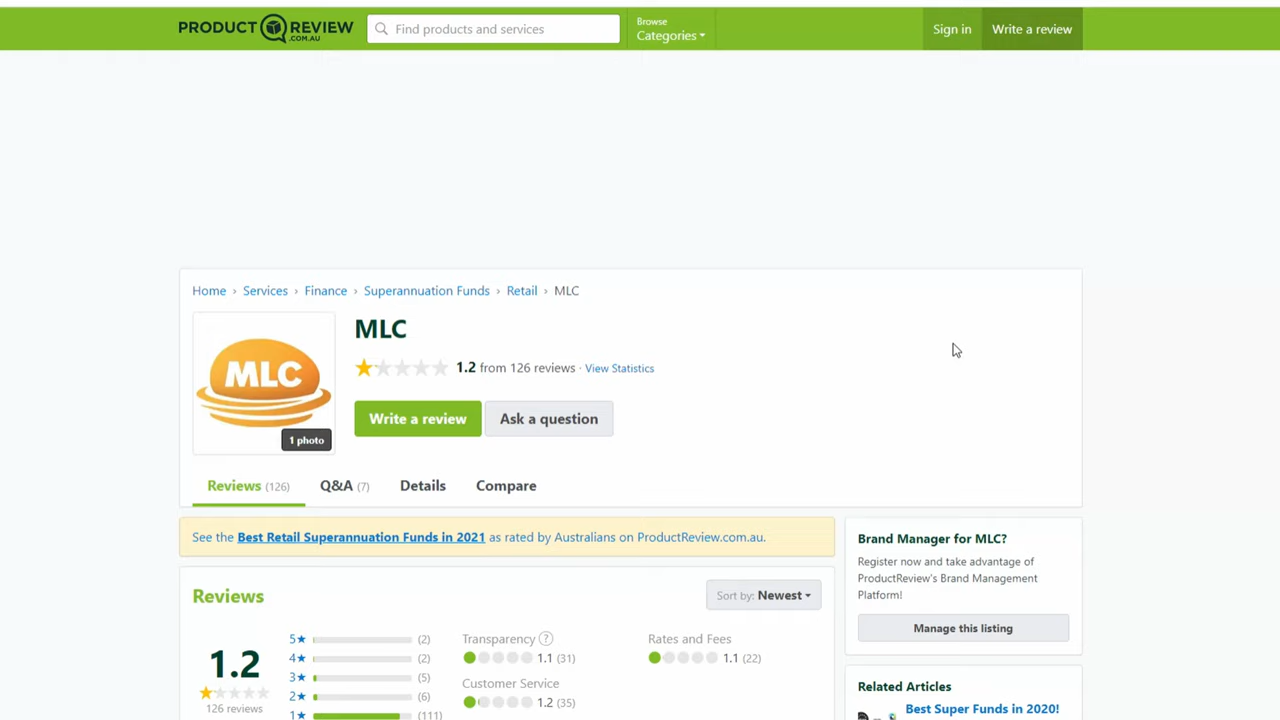 PRODUCT REVIEW
.COM.AU
Find products and services
Browse
Categories
Sign in
Write a review
Home › Services › Finance › Superannuation Funds › Retail › MLC
MLC
1 photo
MLC
1.2 from 126 reviews · View Statistics
Write a review
Ask a question
Reviews (126)
Q&A (7)
Details
Compare
See the Best Retail Superannuation Funds in 2021 as rated by Australians on ProductReview.com.au.
Reviews
Sort by: Newest
1.2
126 reviews
5★ (2)
4★ (2)
3★ (5)
2★ (6)
1★ (111)
Transparency ?
1.1 (31)
Customer Service
1.2 (35)
Rates and Fees
1.1 (22)
Brand Manager for MLC?
Register now and take advantage of
ProductReview's Brand Management
Platform!
Manage this listing
Related Articles
Best Super Funds in 2020!